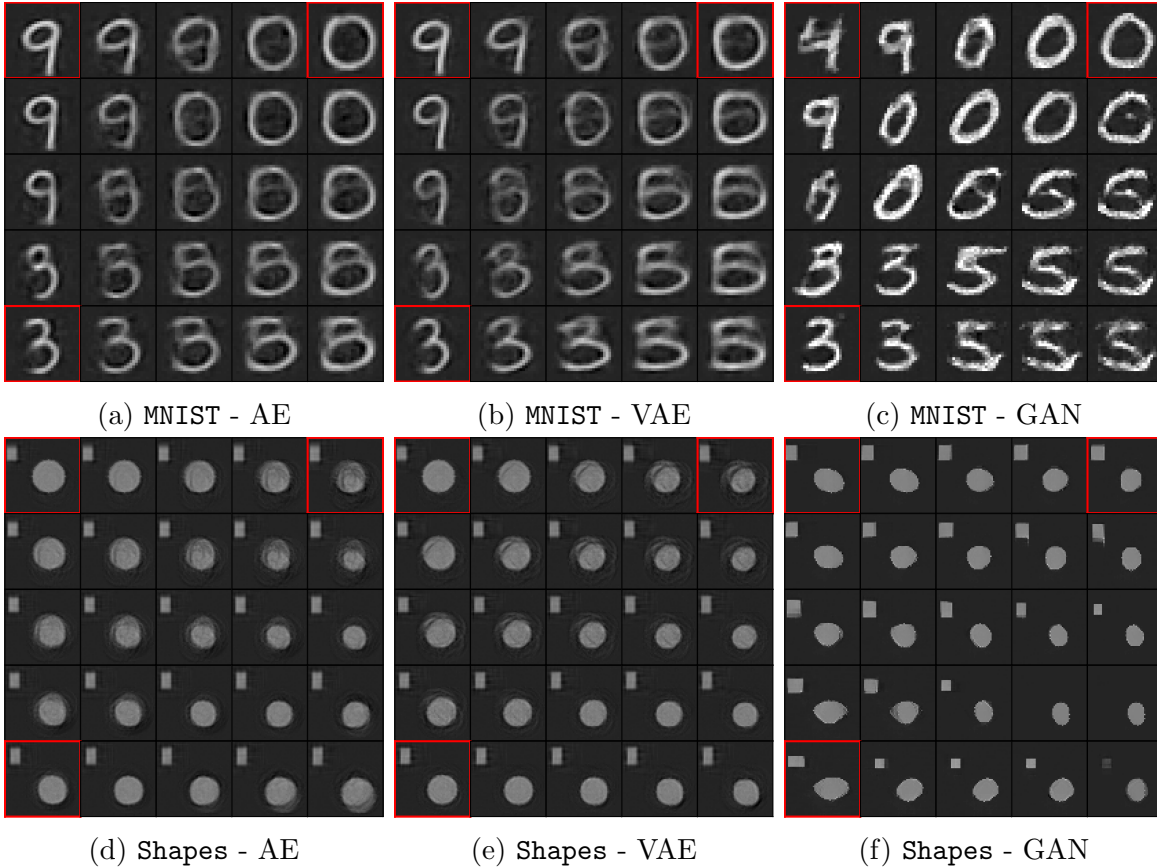 (a) MNIST - AE
(b) MNIST - VAE
(c) MNIST - GAN
(d) Shapes - AE
(e) Shapes - VAE
(f) Shapes - GAN